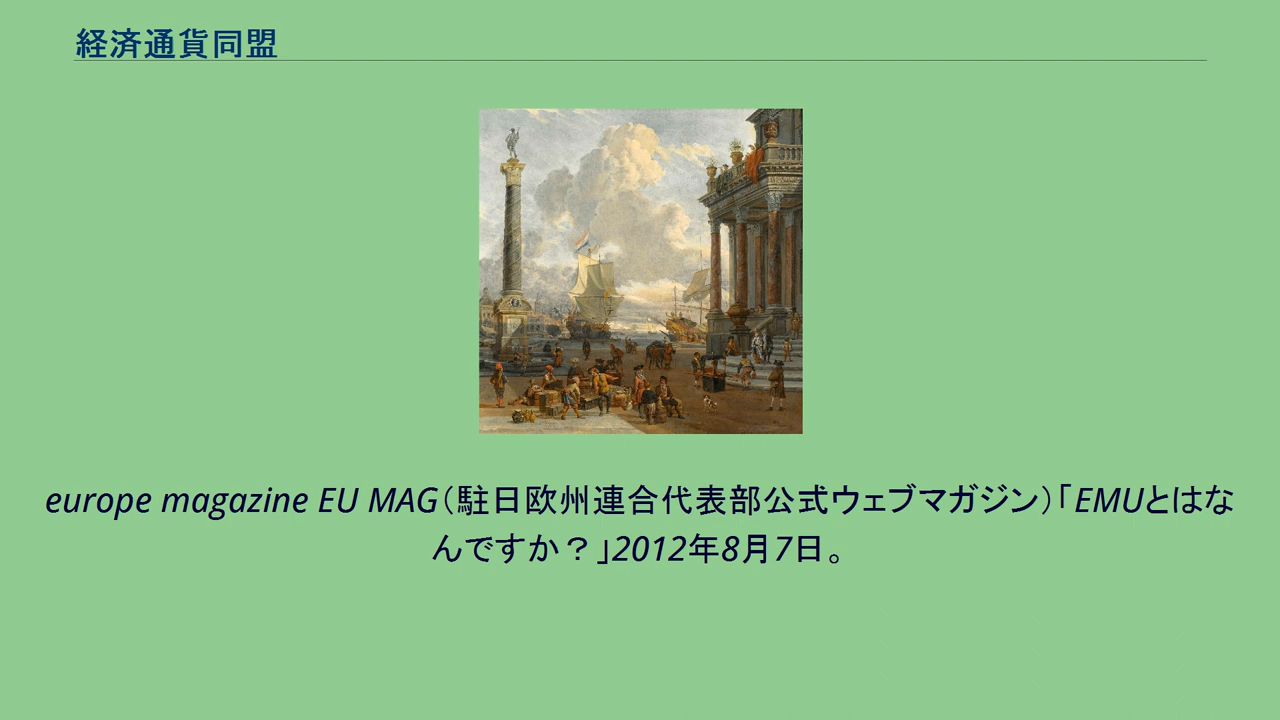 経済通貨同盟
europe magazine EU MAG（駐日欧州連合代表部公式ウェブマガジン）「EMUとはな
んですか？」2012年8月7日。